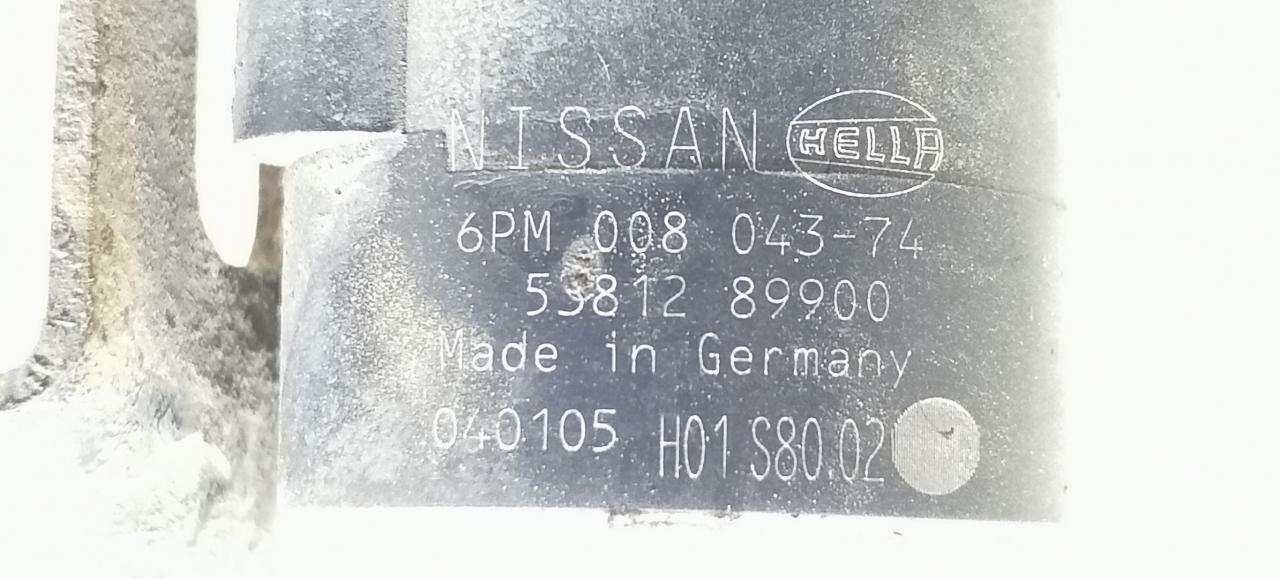 NISSAN HELLA
6PM 008 043-74
53812 89900
Made in Germany
040105 H01 S80.02